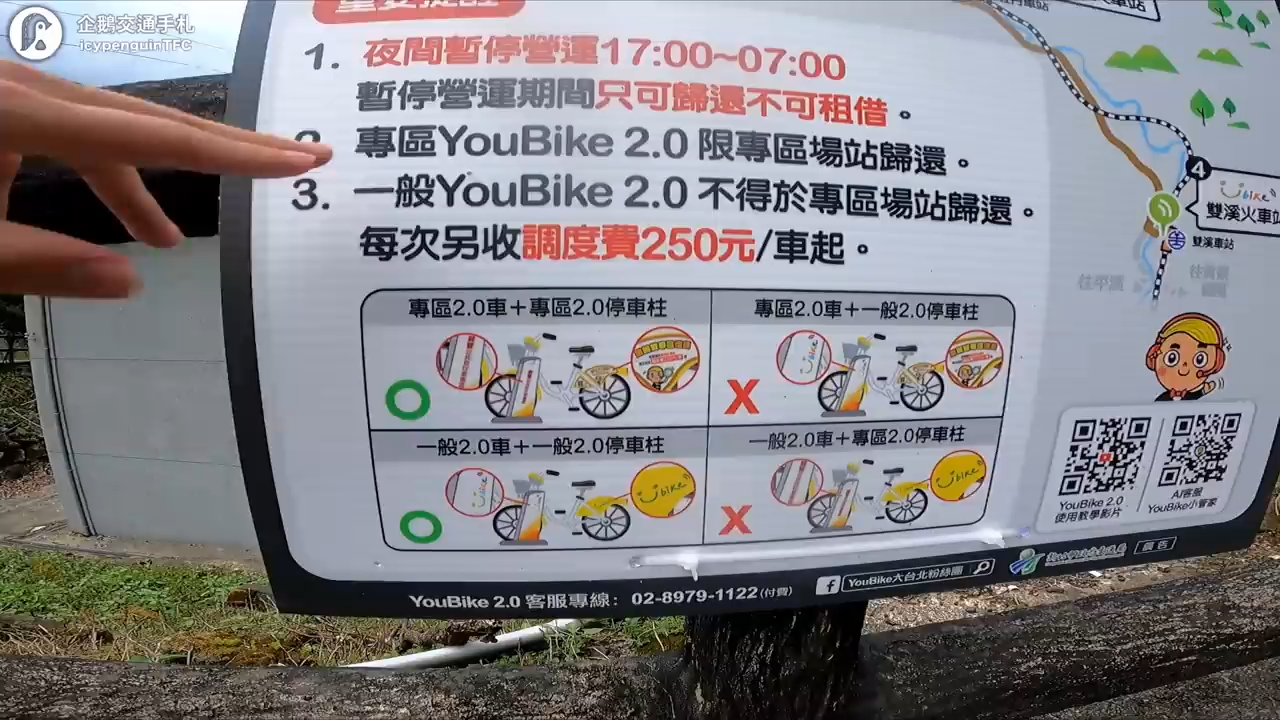 企鵝交通手札
icypenguinTFC
重要提醒
1. 夜間暫停營運17:00~07:00
暫停營運期間只可歸還不可租借。
專區YouBike 2.0 限專區場站歸還。
3. 一般YouBike 2.0 不得於專區場站歸還。
每次另收調度費250元/車起。
專區2.0車＋專區2.0停車柱
專區2.0車＋一般2.0停車柱
X
一般2.0車＋一般2.0停車柱
一般2.0車＋專區2.0停車柱
X
4
Ubike
雙溪火車站
雙溪車站
YouBike 2.0
使用教學影片
AI客服
YouBike小管家
YouBike 2.0 客服專線： 02-8979-1122(付費)
YouBike大台北粉絲團
廣告